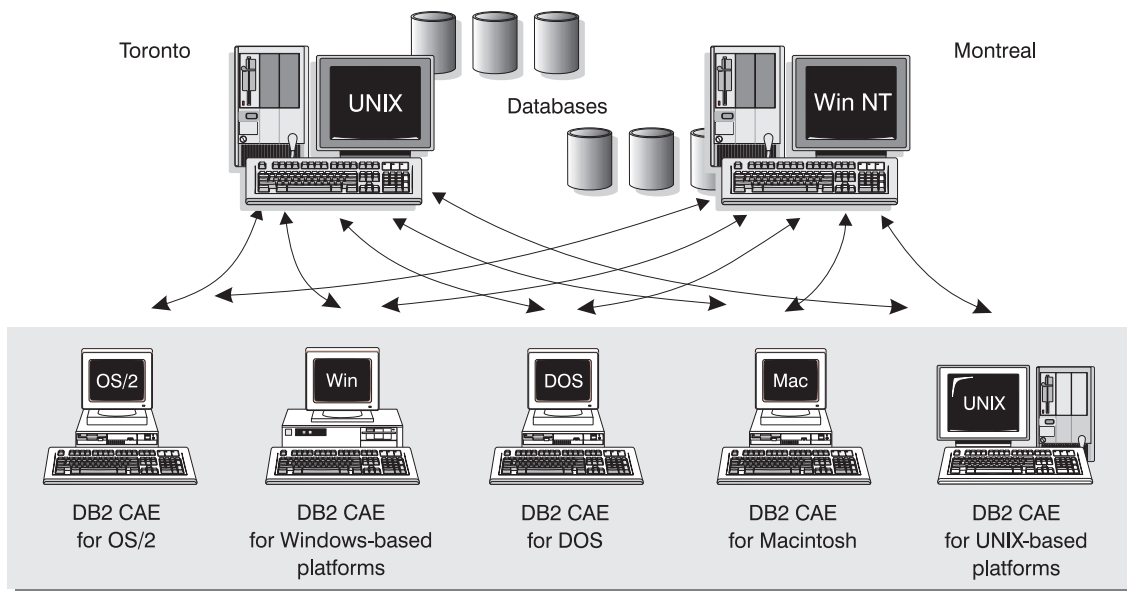 Toronto
Montreal
UNIX
Databases
Win NT
OS/2
Win
DOS
Mac
UNIX
DB2 CAE
for OS/2
DB2 CAE
for Windows-based
platforms
DB2 CAE
for DOS
DB2 CAE
for Macintosh
DB2 CAE
for UNIX-based
platforms